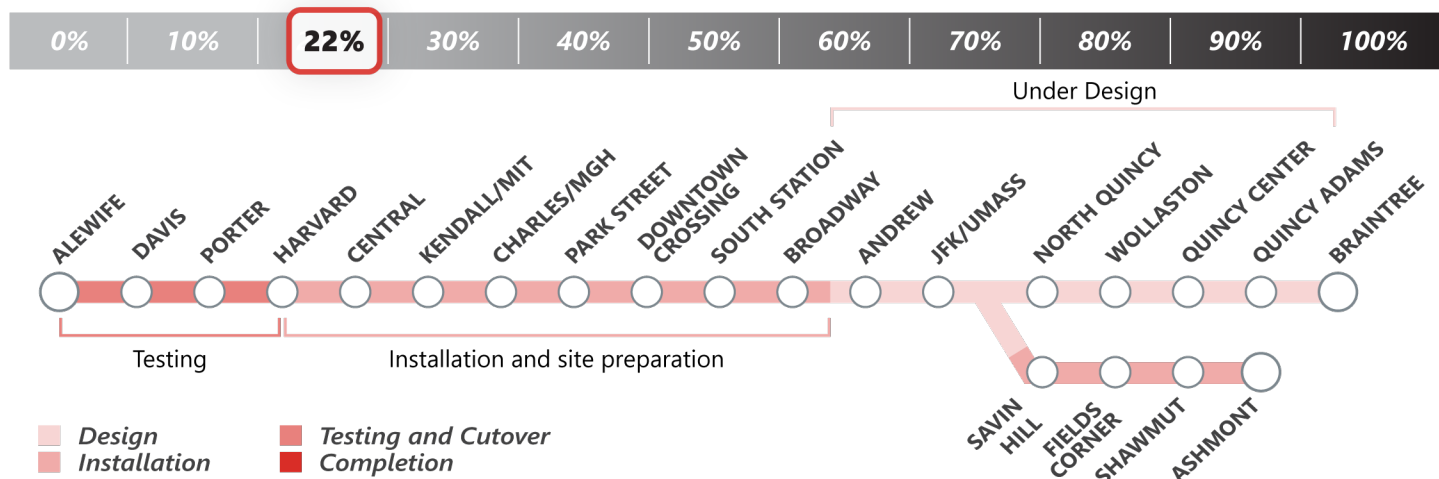 0% 10% 22% 30% 40% 50% 60% 70% 80% 90% 100%
Under Design
ALEWIFE
DAVIS
PORTER
HARVARD
CENTRAL
KENDALL/MIT
CHARLES/MGH
PARK STREET
DOWNTOWN
CROSSING
SOUTH STATION
BROADWAY
ANDREW
JFK/UMASS
NORTH QUINCY
WOLLASTON
QUINCY CENTER
QUINCY ADAMS
BRAINTREE
Testing
Installation and site preparation
SAVIN
HILL
FIELDS
CORNER
SHAWMUT
ASHMONT
Design
Installation
Testing and Cutover
Completion